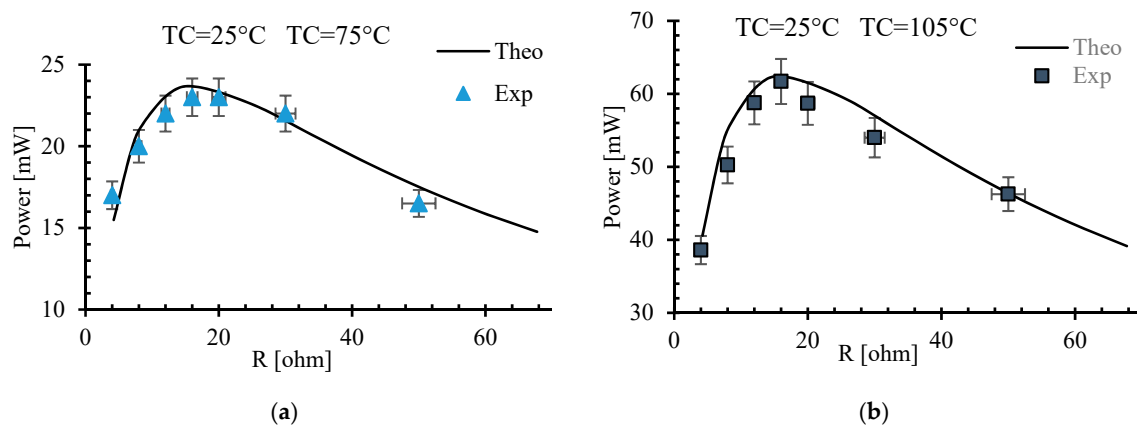 TC=25°C TC=75°C
Theo
Exp
Power [mW]
25
20
15
10
0
20
40
60
R [ohm]
(a)
TC=25°C TC=105°C
Theo
Exp
Power [mW]
70
60
50
40
30
0
20
40
60
R [ohm]
(b)